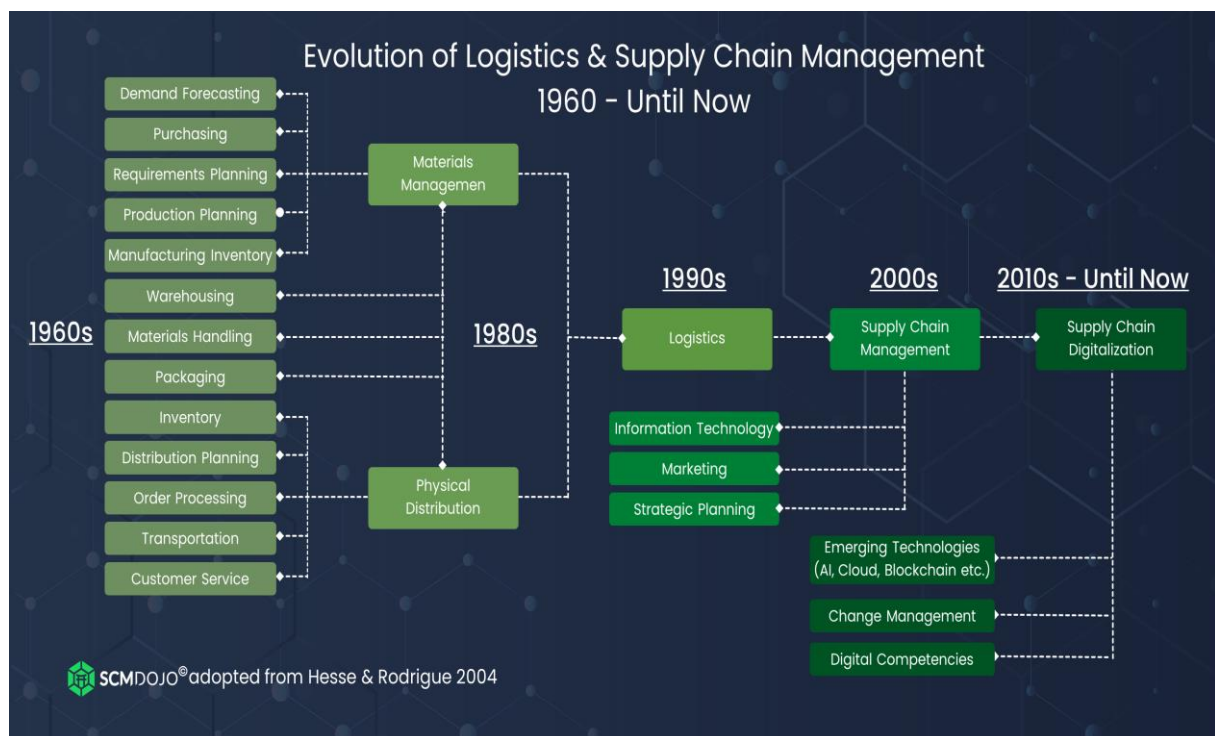 Evolution of Logistics & Supply Chain Management
1960 - Until Now
1960s
Demand Forecasting
Purchasing
Requirements Planning
Production Planning
Manufacturing Inventory
Warehousing
Materials Handling
Packaging
Inventory
Distribution Planning
Order Processing
Transportation
Customer Service
1980s
Materials
Managemen
Physical
Distribution
1990s
Logistics
2000s
Supply Chain
Management
Information Technology
Marketing
Strategic Planning
2010s - Until Now
Supply Chain
Digitalization
Emerging Technologies
(AI, Cloud, Blockchain etc.)
Change Management
Digital Competencies
SCMDOJO© adopted from Hesse & Rodrigue 2004